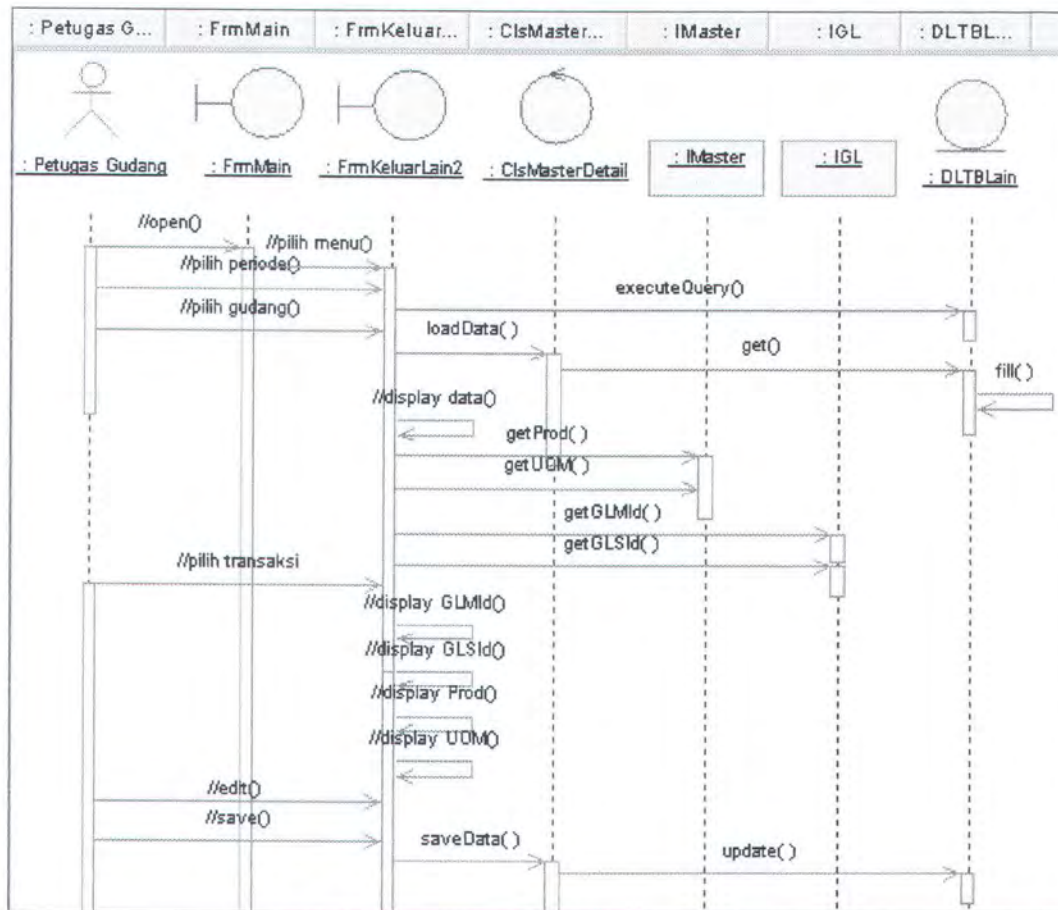 : Petugas G...
: FrmMain
: FrmKeluar...
: ClsMaster...
: IMaster
: IGL
: DLTBL...
: Petugas Gudang
: FrmMain
: FrmKeluarLain2
: ClsMasterDetail
: IMaster
: IGL
: DLTBLain
//open()
//pilih menu()
//pilih periode()
executeQuery()
//pilih gudang()
loadData( )
get()
fill( )
//display data()
getProd( )
getUOM( )
getGLMId( )
getGLSId( )
//pilih transaksi
//display GLMId()
//display GLSId()
//display Prod()
//display UOM()
//edit()
//save()
saveData( )
update( )